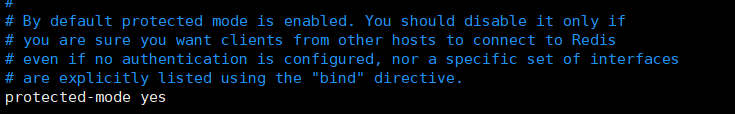 #
# By default protected mode is enabled. You should disable it only if
# you are sure you want clients from other hosts to connect to Redis
# even if no authentication is configured, nor a specific set of interfaces
# are explicitly listed using the "bind" directive.
protected-mode yes